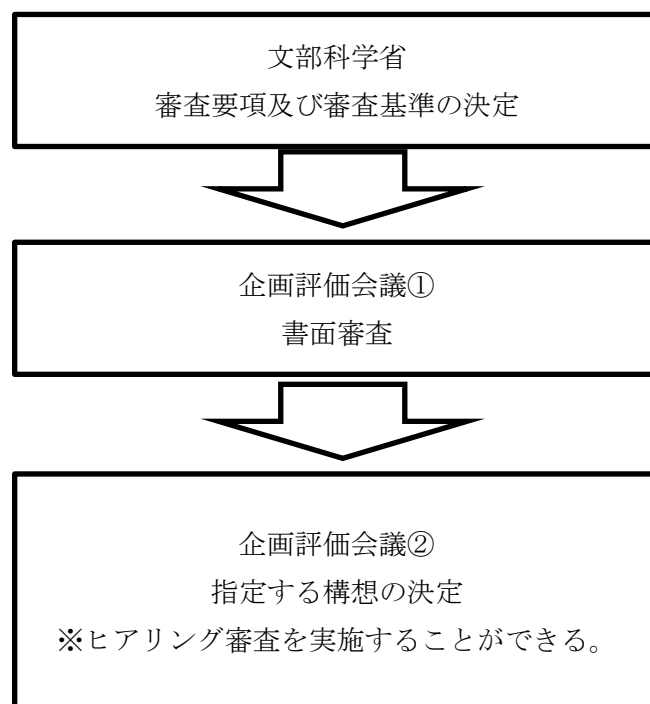 文部科学省
審査要項及び審査基準の決定
企画評価会議①
書面審査
企画評価会議②
指定する構想の決定
※ヒアリング審査を実施することができる。